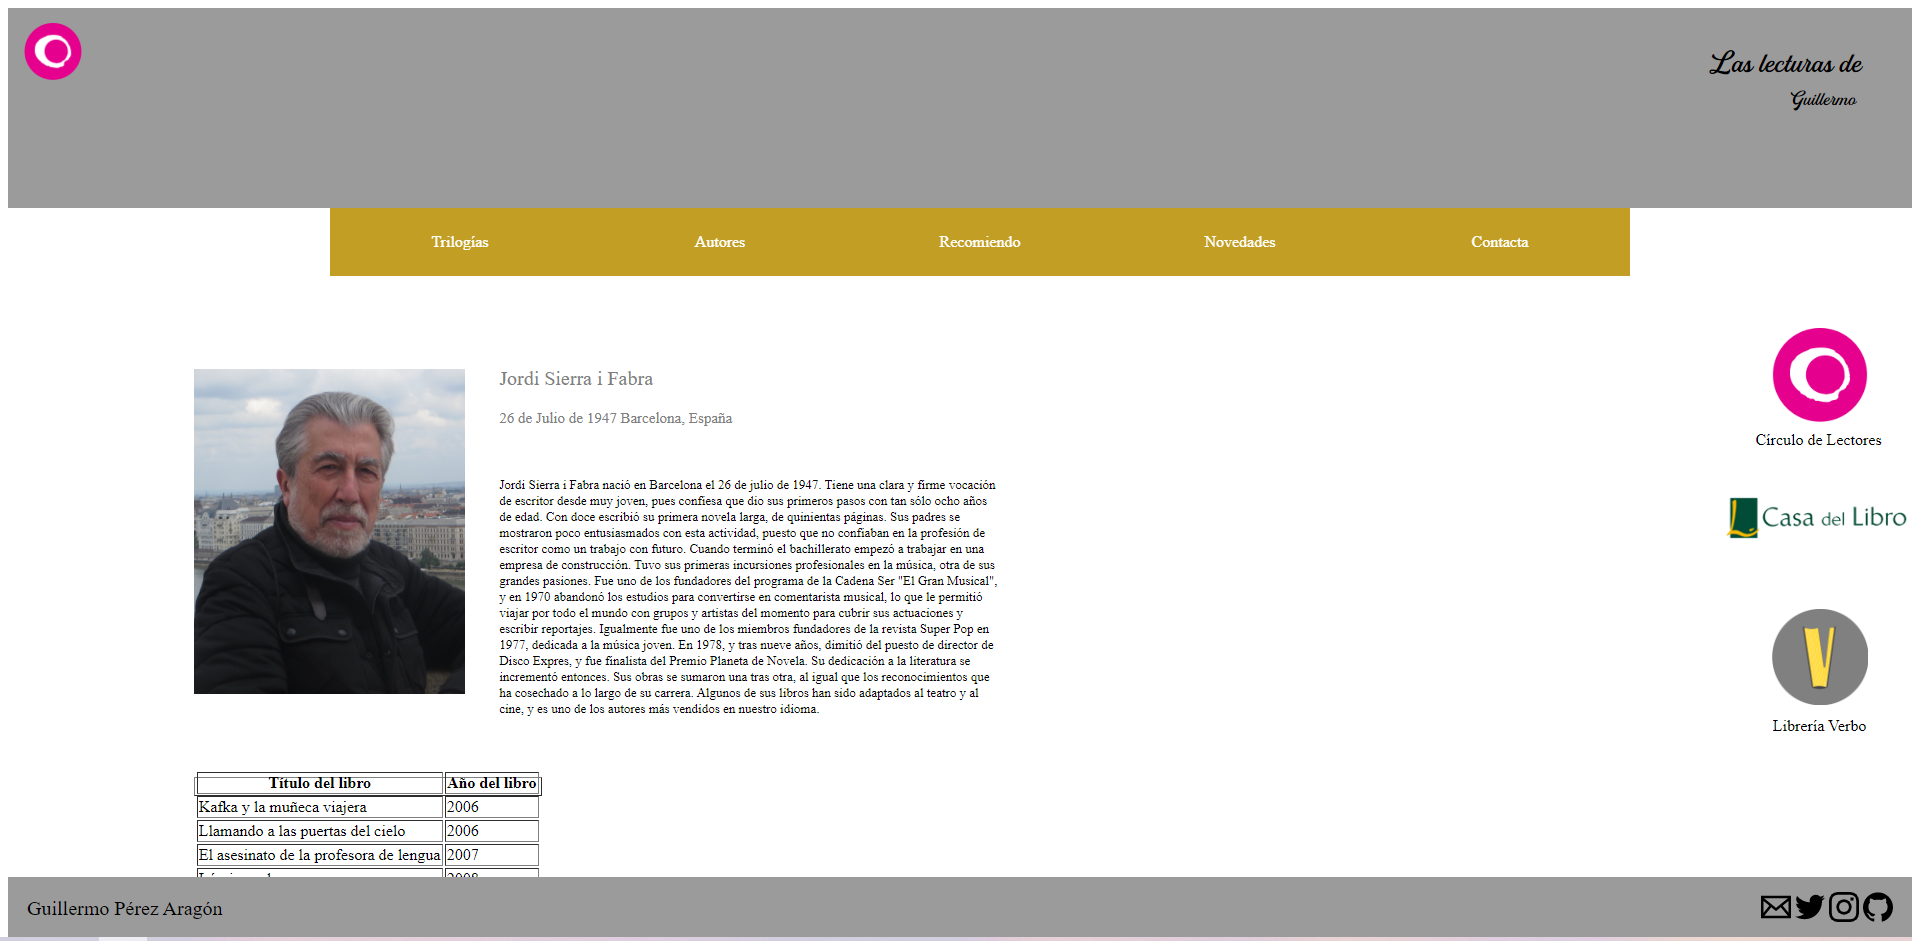 Las lecturas de
Guillermo
Trilogías Autores Recomiendo Novedades Contacta
Jordi Sierra i Fabra
26 de Julio de 1947 Barcelona, España
Jordi Sierra i Fabra nació en Barcelona el 26 de julio de 1947. Tiene una clara y firme vocación
de escritor desde muy joven, pues confiesa que dio sus primeros pasos con tan sólo ocho años
de edad. Con doce escribió su primera novela larga, de quinientas páginas. Sus padres se
mostraron poco entusiasmados con esta actividad, puesto que no confiaban en la profesión de
escritor como un trabajo con futuro. Cuando terminó el bachillerato empezó a trabajar en una
empresa de construcción. Tuvo sus primeras incursiones profesionales en la música, otra de sus
grandes pasiones. Fue uno de los fundadores del programa de la Cadena Ser "El Gran Musical",
y en 1970 abandonó los estudios para convertirse en comentarista musical, lo que le permitió
viajar por todo el mundo con grupos y artistas del momento para cubrir sus actuaciones y
escribir reportajes. Igualmente fue uno de los miembros fundadores de la revista Super Pop en
1977, dedicada a la música joven. En 1978, y tras nueve años, dimitió del puesto de director de
Disco Expres, y fue finalista del Premio Planeta de Novela. Su dedicación a la literatura se
incrementó entonces. Sus obras se sumaron una tras otra, al igual que los reconocimientos que
ha cosechado a lo largo de su carrera. Algunos de sus libros han sido adaptados al teatro y al
cine, y es uno de los autores más vendidos en nuestro idioma.
Título del libro Año del libro
Kafka y la muñeca viajera 2006
Llamando a las puertas del cielo 2006
El asesinato de la profesora de lengua 2007
2008
Círculo de Lectores
Casa del Libro
Librería Verbo
Guillermo Pérez Aragón